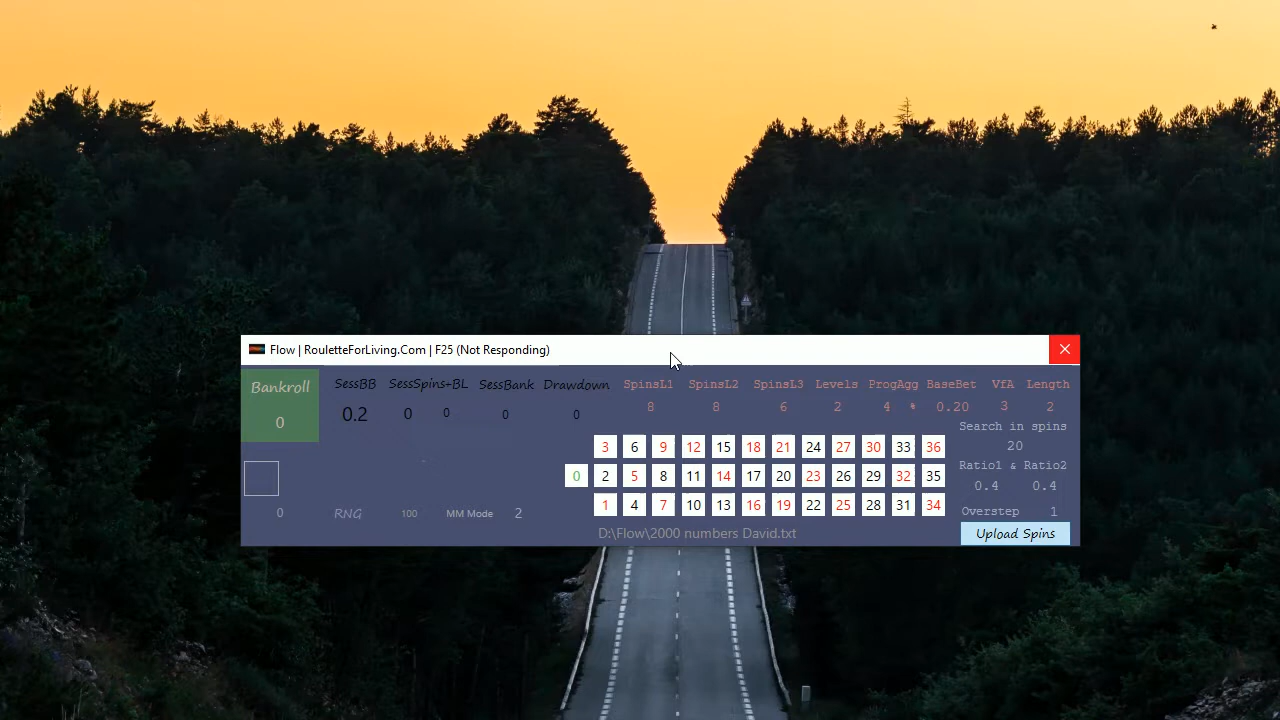 Flow | RouletteForLiving.Com | F25 (Not Responding)
Bankroll SessBB SessSpins+BL SessBank Drawdown SpinsL1 SpinsL2 SpinsL3 Levels ProgAgg BaseBet VfA Length
0 0.2 0 0 0 0 8 8 6 2 4 % 0.20 3 2
Search in spins
20
3 6 9 12 15 18 21 24 27 30 33 36
Ratio1 & Ratio2
0 2 5 8 11 14 17 20 23 26 29 32 35
0.4 0.4
1 4 7 10 13 16 19 22 25 28 31 34
Overstep 1
0 RNG 100 MM Mode 2
D:\Flow\2000 numbers David.txt
Upload Spins